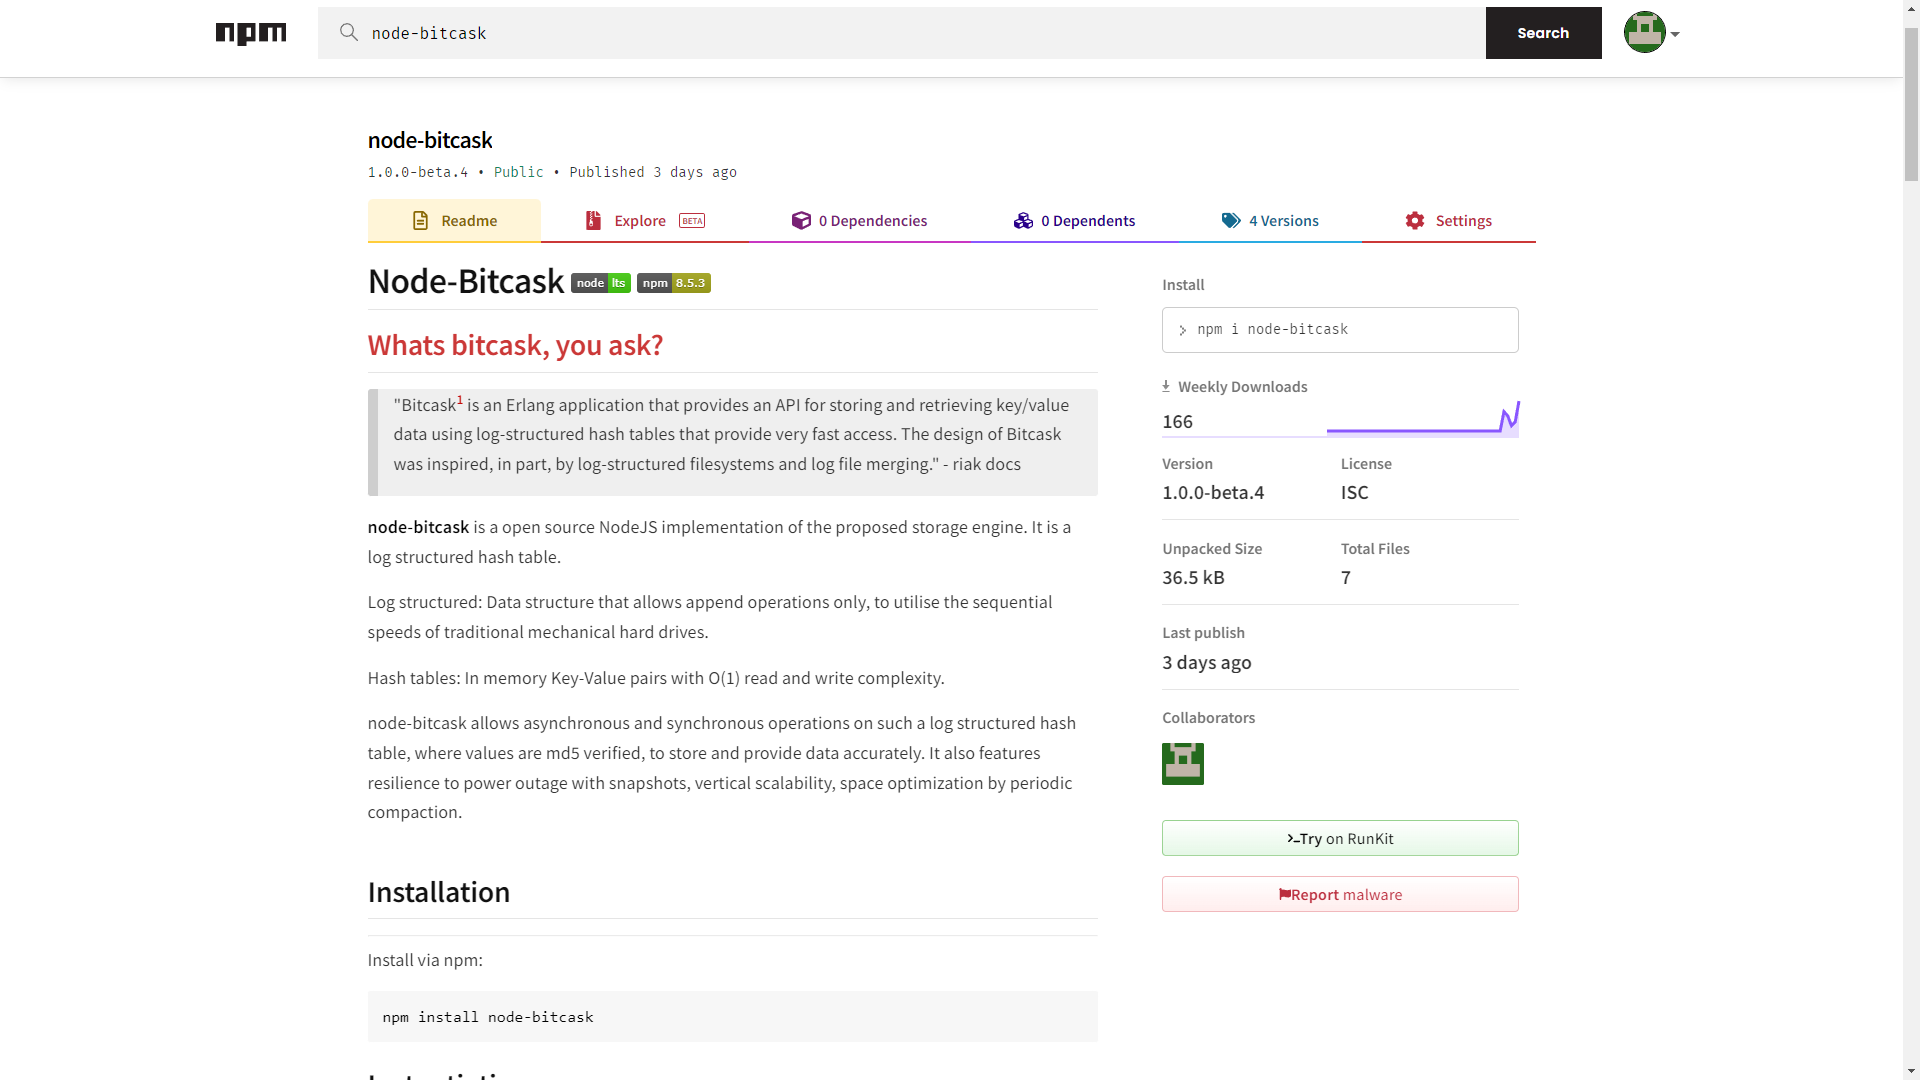 npm
node-bitcask
Search
node-bitcask
1.0.0-beta.4 • Public • Published 3 days ago
Readme
Explore BETA
0 Dependencies
0 Dependents
4 Versions
Settings
Node-Bitcask node lts npm 8.5.3
Whats bitcask, you ask?
"Bitcask1 is an Erlang application that provides an API for storing and retrieving key/value
data using log-structured hash tables that provide very fast access. The design of Bitcask
was inspired, in part, by log-structured filesystems and log file merging." - riak docs
node-bitcask is a open source NodeJS implementation of the proposed storage engine. It is a
log structured hash table.
Log structured: Data structure that allows append operations only, to utilise the sequential
speeds of traditional mechanical hard drives.
Hash tables: In memory Key-Value pairs with O(1) read and write complexity.
node-bitcask allows asynchronous and synchronous operations on such a log structured hash
table, where values are md5 verified, to store and provide data accurately. It also features
resilience to power outage with snapshots, vertical scalability, space optimization by periodic
compaction.
Installation
Install via npm:
npm install node-bitcask
Install
npm i node-bitcask
Weekly Downloads
166
Version
1.0.0-beta.4
License
ISC
Unpacked Size
36.5 kB
Total Files
7
Last publish
3 days ago
Collaborators
Try on RunKit
Report malware